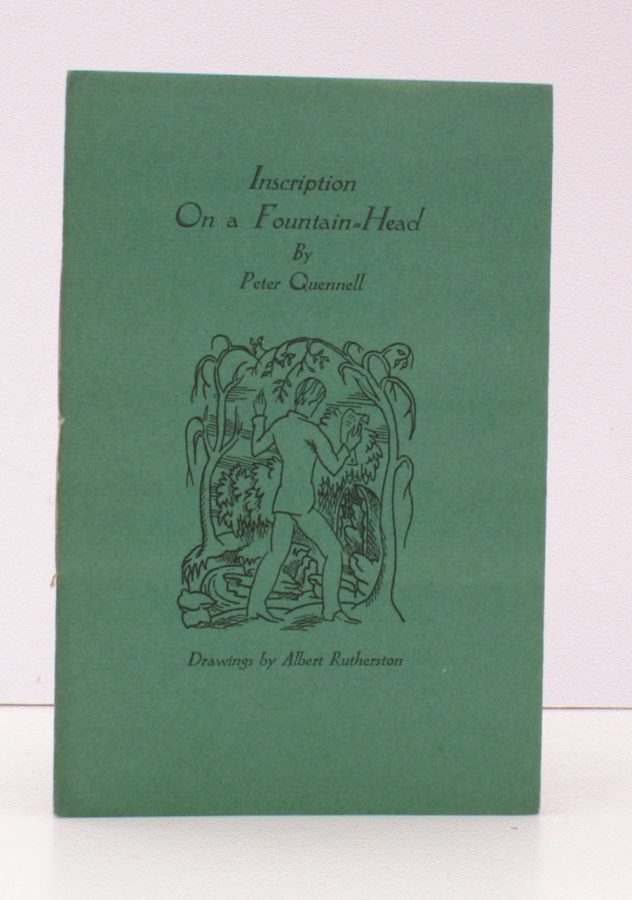 Inscription
On a Fountain=Head
By
Peter Quennell
Drawings by Albert Rutherston